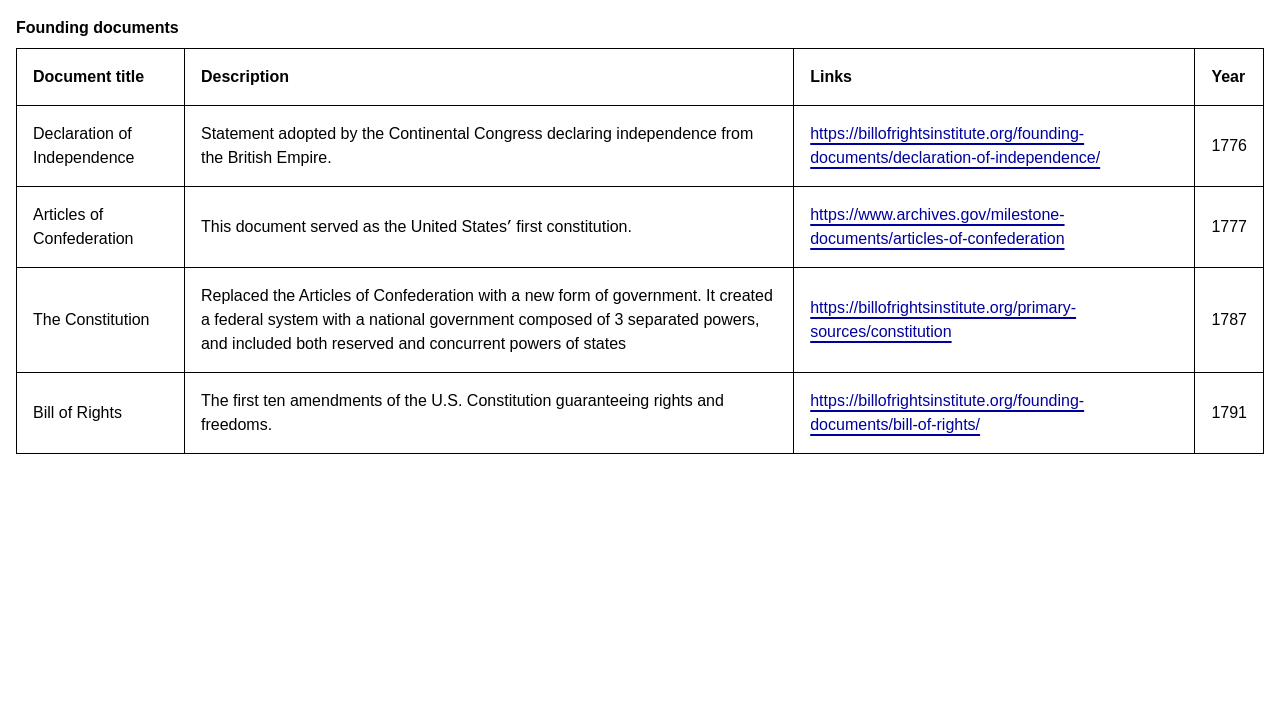 Founding documents
Document title
Description
Links
Year
Declaration of
Independence
Statement adopted by the Continental Congress declaring independence from
the British Empire.
https://billofrightsinstitute.org/founding-
documents/declaration-of-independence/
1776
Articles of
Confederation
This document served as the United Statesʼ first constitution.
https://www.archives.gov/milestone-
documents/articles-of-confederation
1777
The Constitution
Replaced the Articles of Confederation with a new form of government. It created
a federal system with a national government composed of 3 separated powers,
and included both reserved and concurrent powers of states
https://billofrightsinstitute.org/primary-
sources/constitution
1787
Bill of Rights
The first ten amendments of the U.S. Constitution guaranteeing rights and
freedoms.
https://billofrightsinstitute.org/founding-
documents/bill-of-rights/
1791